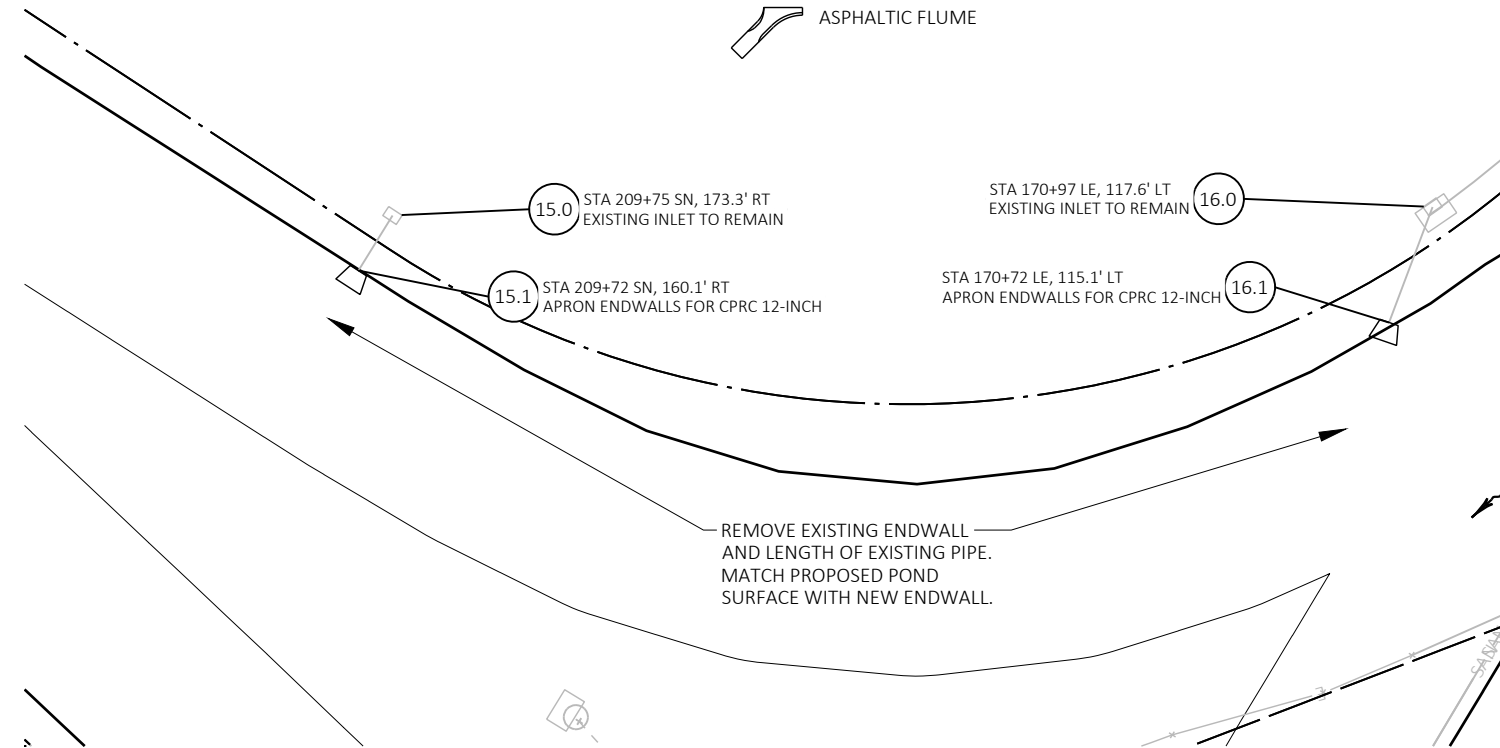 ASPHALTIC FLUME
15.0
STA 209+75 SN, 173.3' RT
EXISTING INLET TO REMAIN
STA 170+97 LE, 117.6' LT
EXISTING INLET TO REMAIN
16.0
15.1
STA 209+72 SN, 160.1' RT
APRON ENDWALLS FOR CPRC 12-INCH
STA 170+72 LE, 115.1' LT
APRON ENDWALLS FOR CPRC 12-INCH
16.1
REMOVE EXISTING ENDWALL
AND LENGTH OF EXISTING PIPE.
MATCH PROPOSED POND
SURFACE WITH NEW ENDWALL.